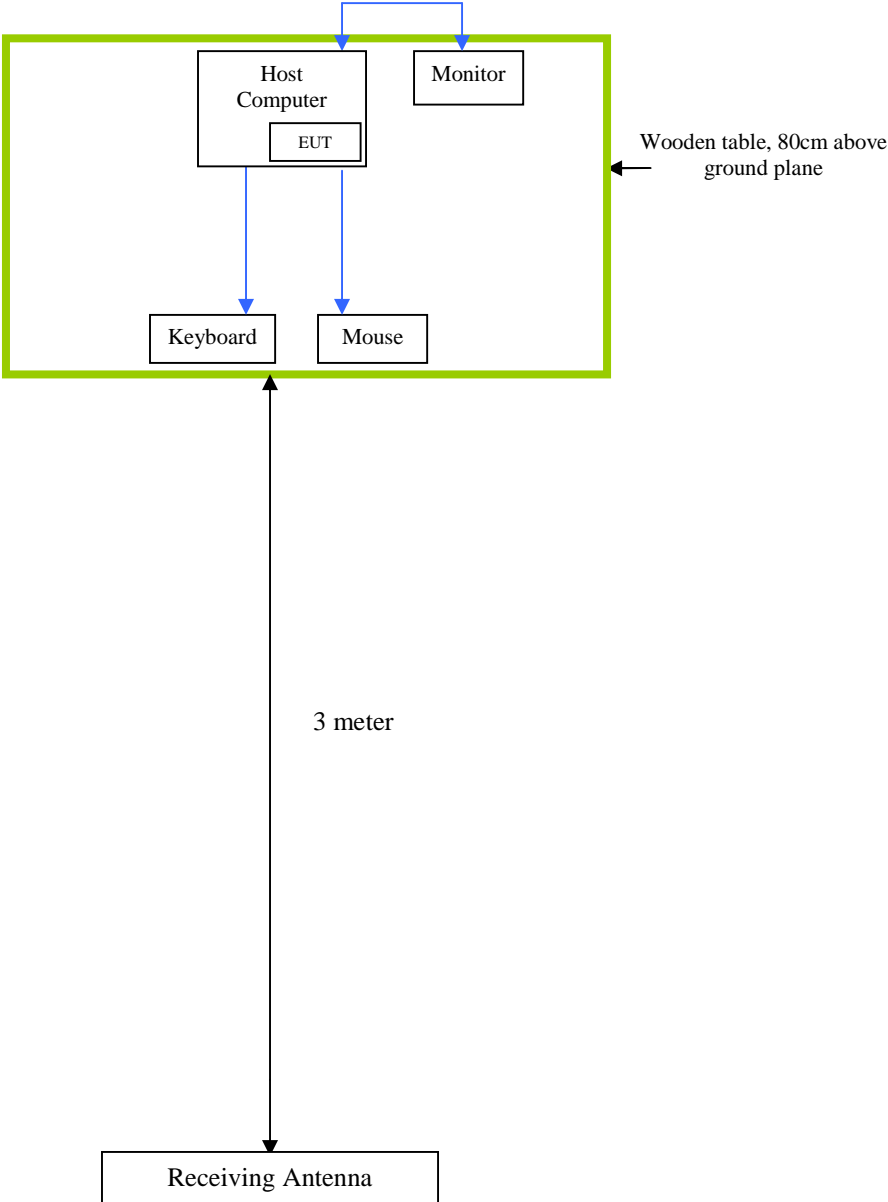 Host
Computer
EUT
Monitor
Wooden table, 80cm above
ground plane
Keyboard
Mouse
3 meter
Receiving Antenna